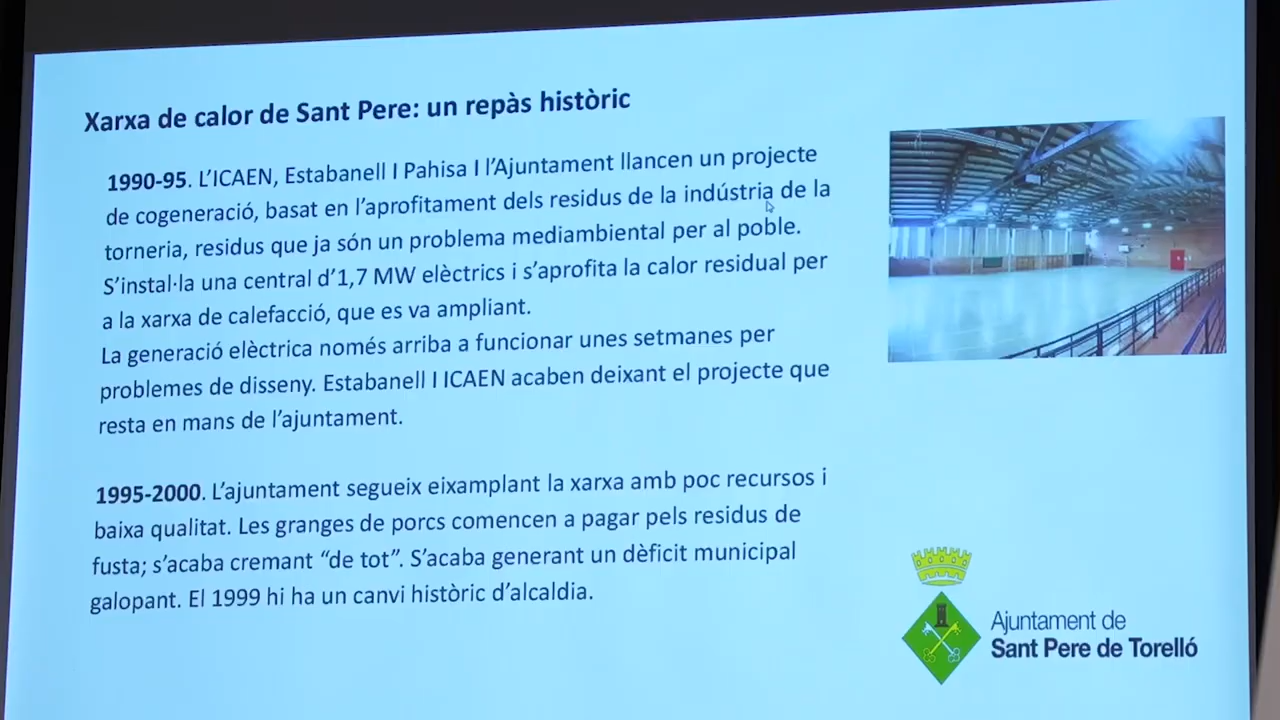 Xarxa de calor de Sant Pere: un repàs històric
1990-95. L’ICAEN, Estabanell I Pahisa I l’Ajuntament llancen un projecte
de cogeneració, basat en l’aprofitament dels residus de la indústria de la
torneria, residus que ja són un problema mediambiental per al poble.
S’instal·la una central d’1,7 MW elèctrics i s’aprofita la calor residual per
a la xarxa de calefacció, que es va ampliant.
La generació elèctrica només arriba a funcionar unes setmanes per
problemes de disseny. Estabanell I ICAEN acaben deixant el projecte que
resta en mans de l’ajuntament.
1995-2000. L’ajuntament segueix eixamplant la xarxa amb poc recursos i
baixa qualitat. Les granges de porcs comencen a pagar pels residus de
fusta; s’acaba cremant “de tot”. S’acaba generant un dèficit municipal
galopant. El 1999 hi ha un canvi històric d’alcaldia.
Ajuntament de
Sant Pere de Torelló